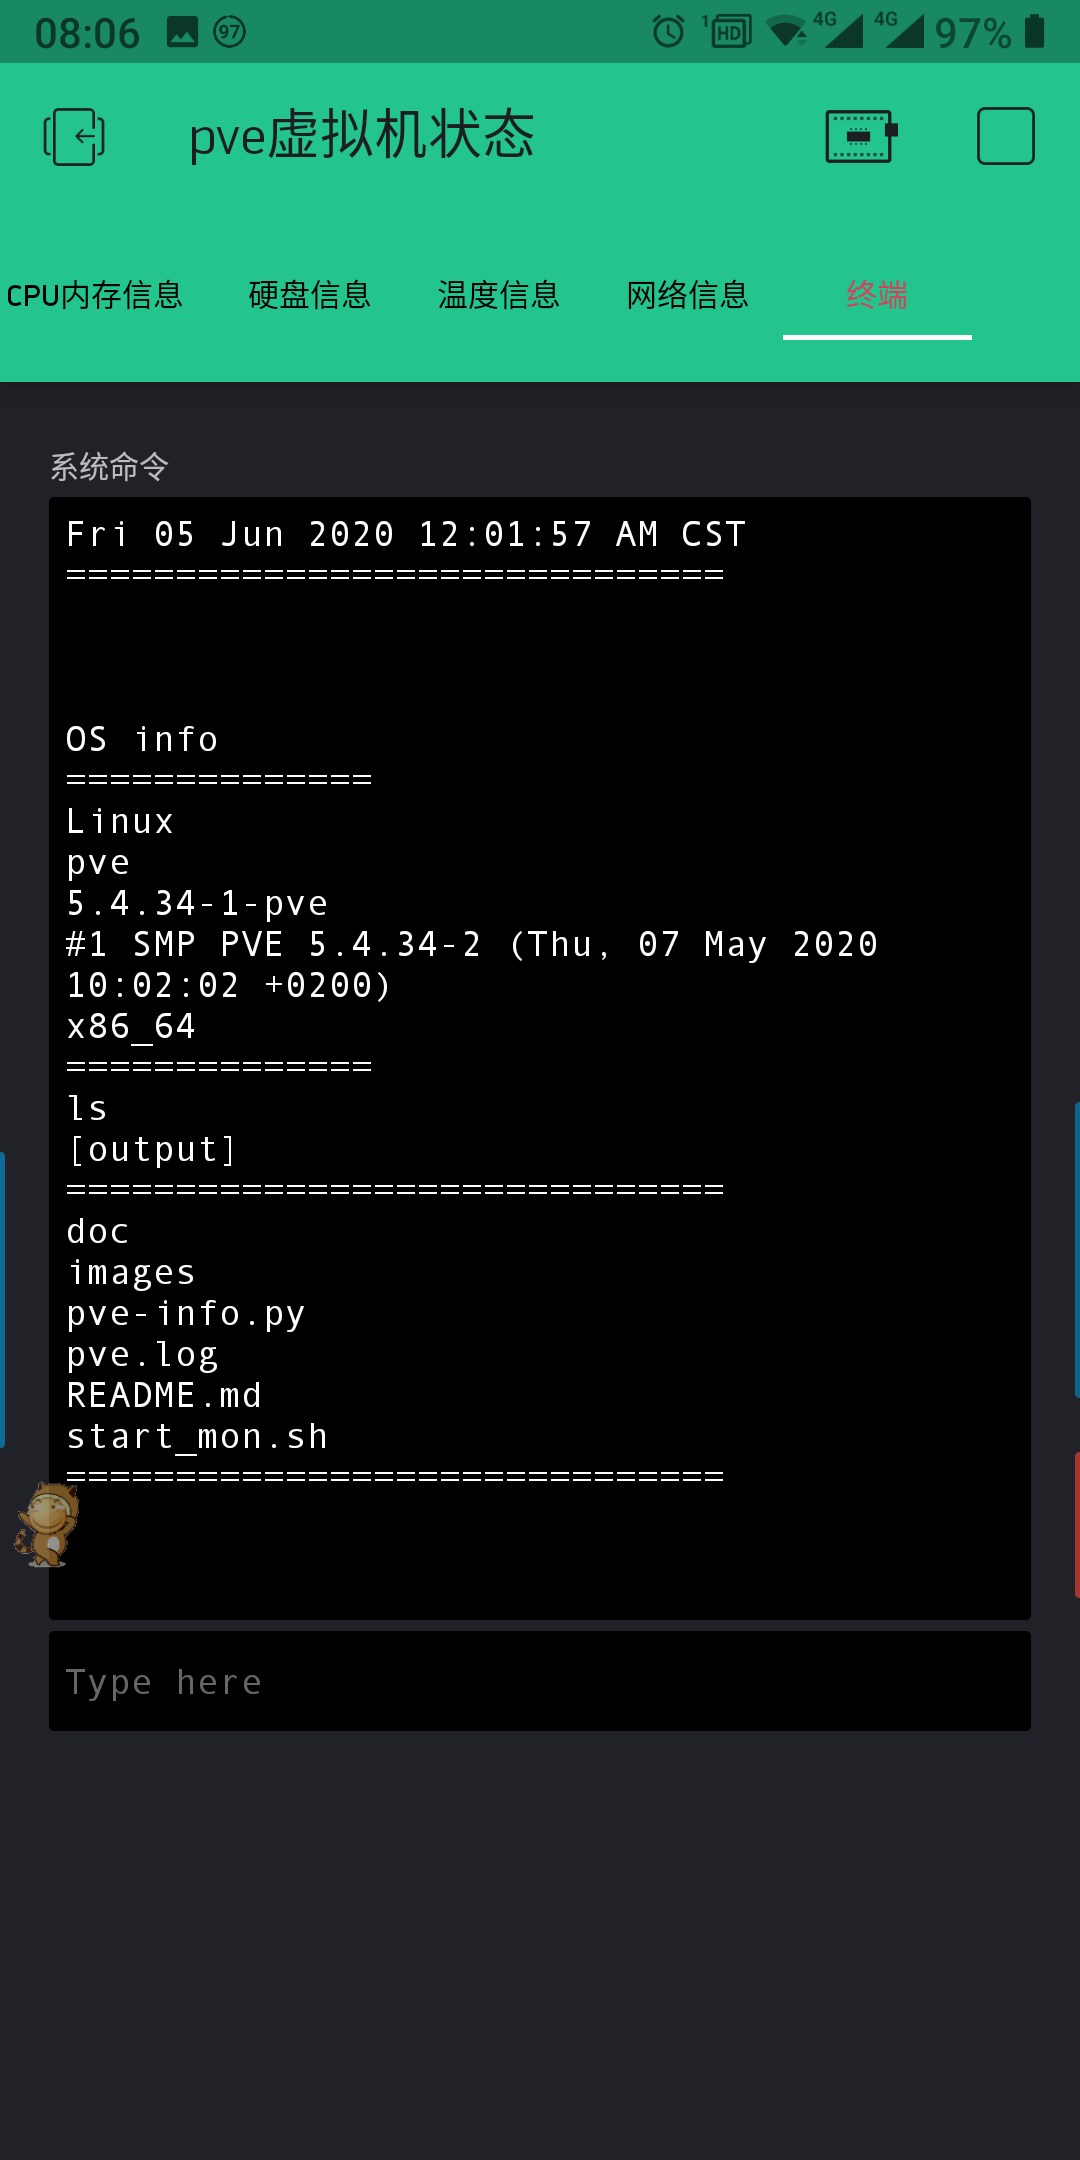 08:06 97 1 HD 4G 4G 97%
pve虚拟机状态
CPU内存信息 硬盘信息 温度信息 网络信息 终端
系统命令
Fri 05 Jun 2020 12:01:57 AM CST
==============================
OS info
==============
Linux
pve
5.4.34-1-pve
#1 SMP PVE 5.4.34-2 (Thu, 07 May 2020
10:02:02 +0200)
x86_64
==============
ls
[output]
==============================
doc
images
pve-info.py
pve.log
README.md
start_mon.sh
==============================
Type here